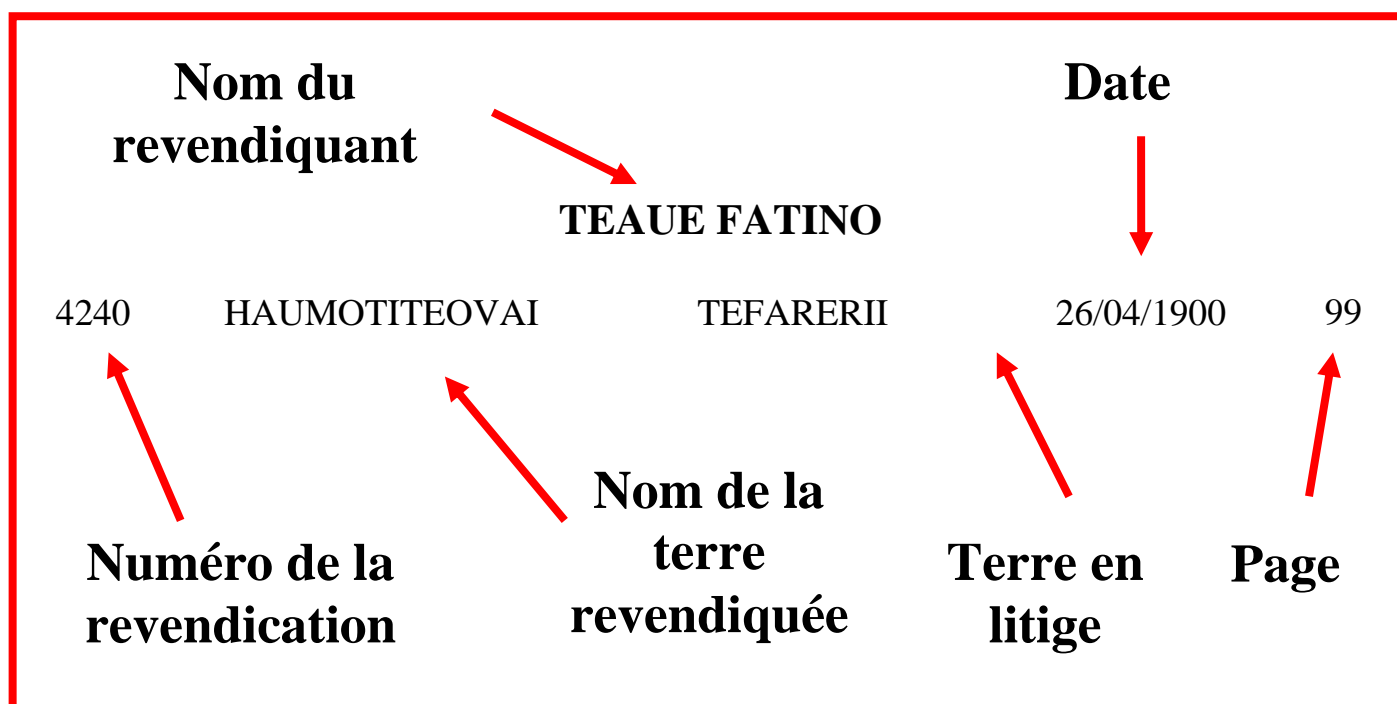 Nom du
revendiquant
Date
TEAUE FATINO
4240 HAUMOTITEOVAI TEFARERII 26/04/1900 99
Numéro de la
revendication
Nom de la
terre
revendiquée
Terre en
litige
Page